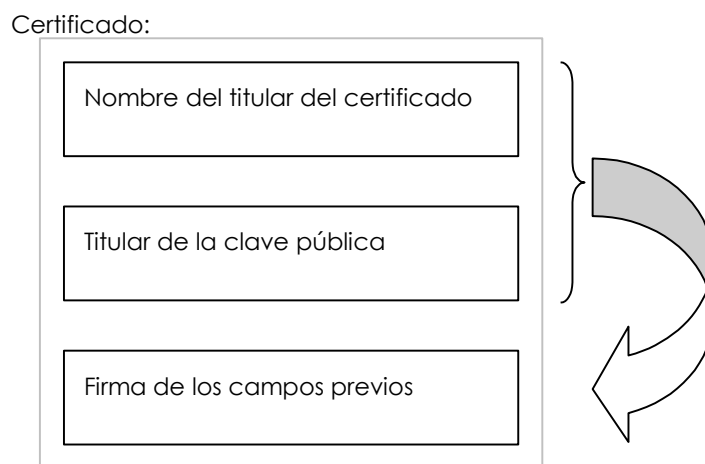 Certificado:
Nombre del titular del certificado
Titular de la clave pública
Firma de los campos previos